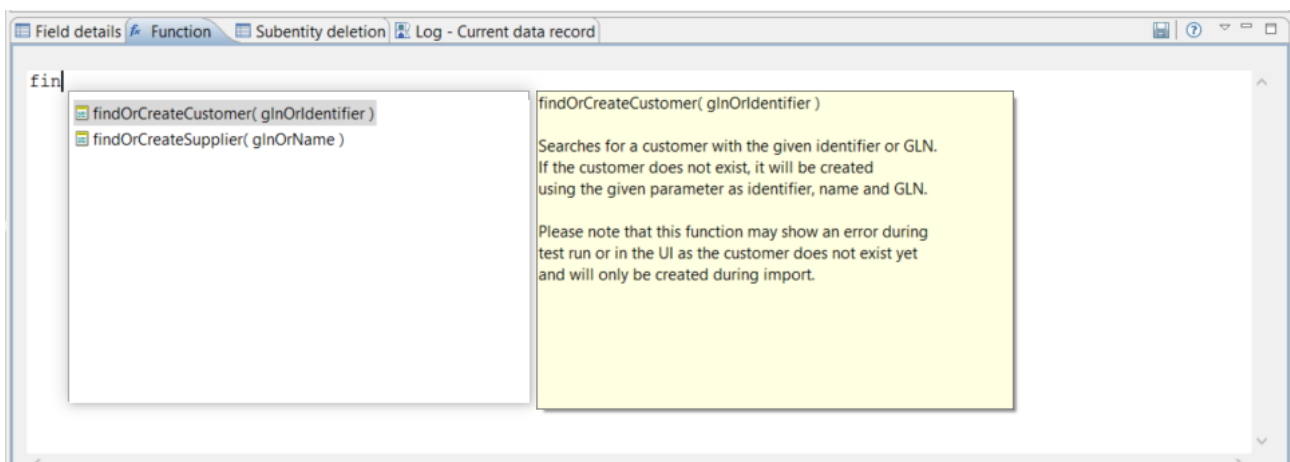 Field details Function Subentity deletion Log - Current data record
fin
findOrCreateCustomer( glnOrIdentifier )
findOrCreateSupplier( glnOrName )
findOrCreateCustomer( glnOrIdentifier )
Searches for a customer with the given identifier or GLN.
If the customer does not exist, it will be created
using the given parameter as identifier, name and GLN.
Please note that this function may show an error during
test run or in the UI as the customer does not exist yet
and will only be created during import.